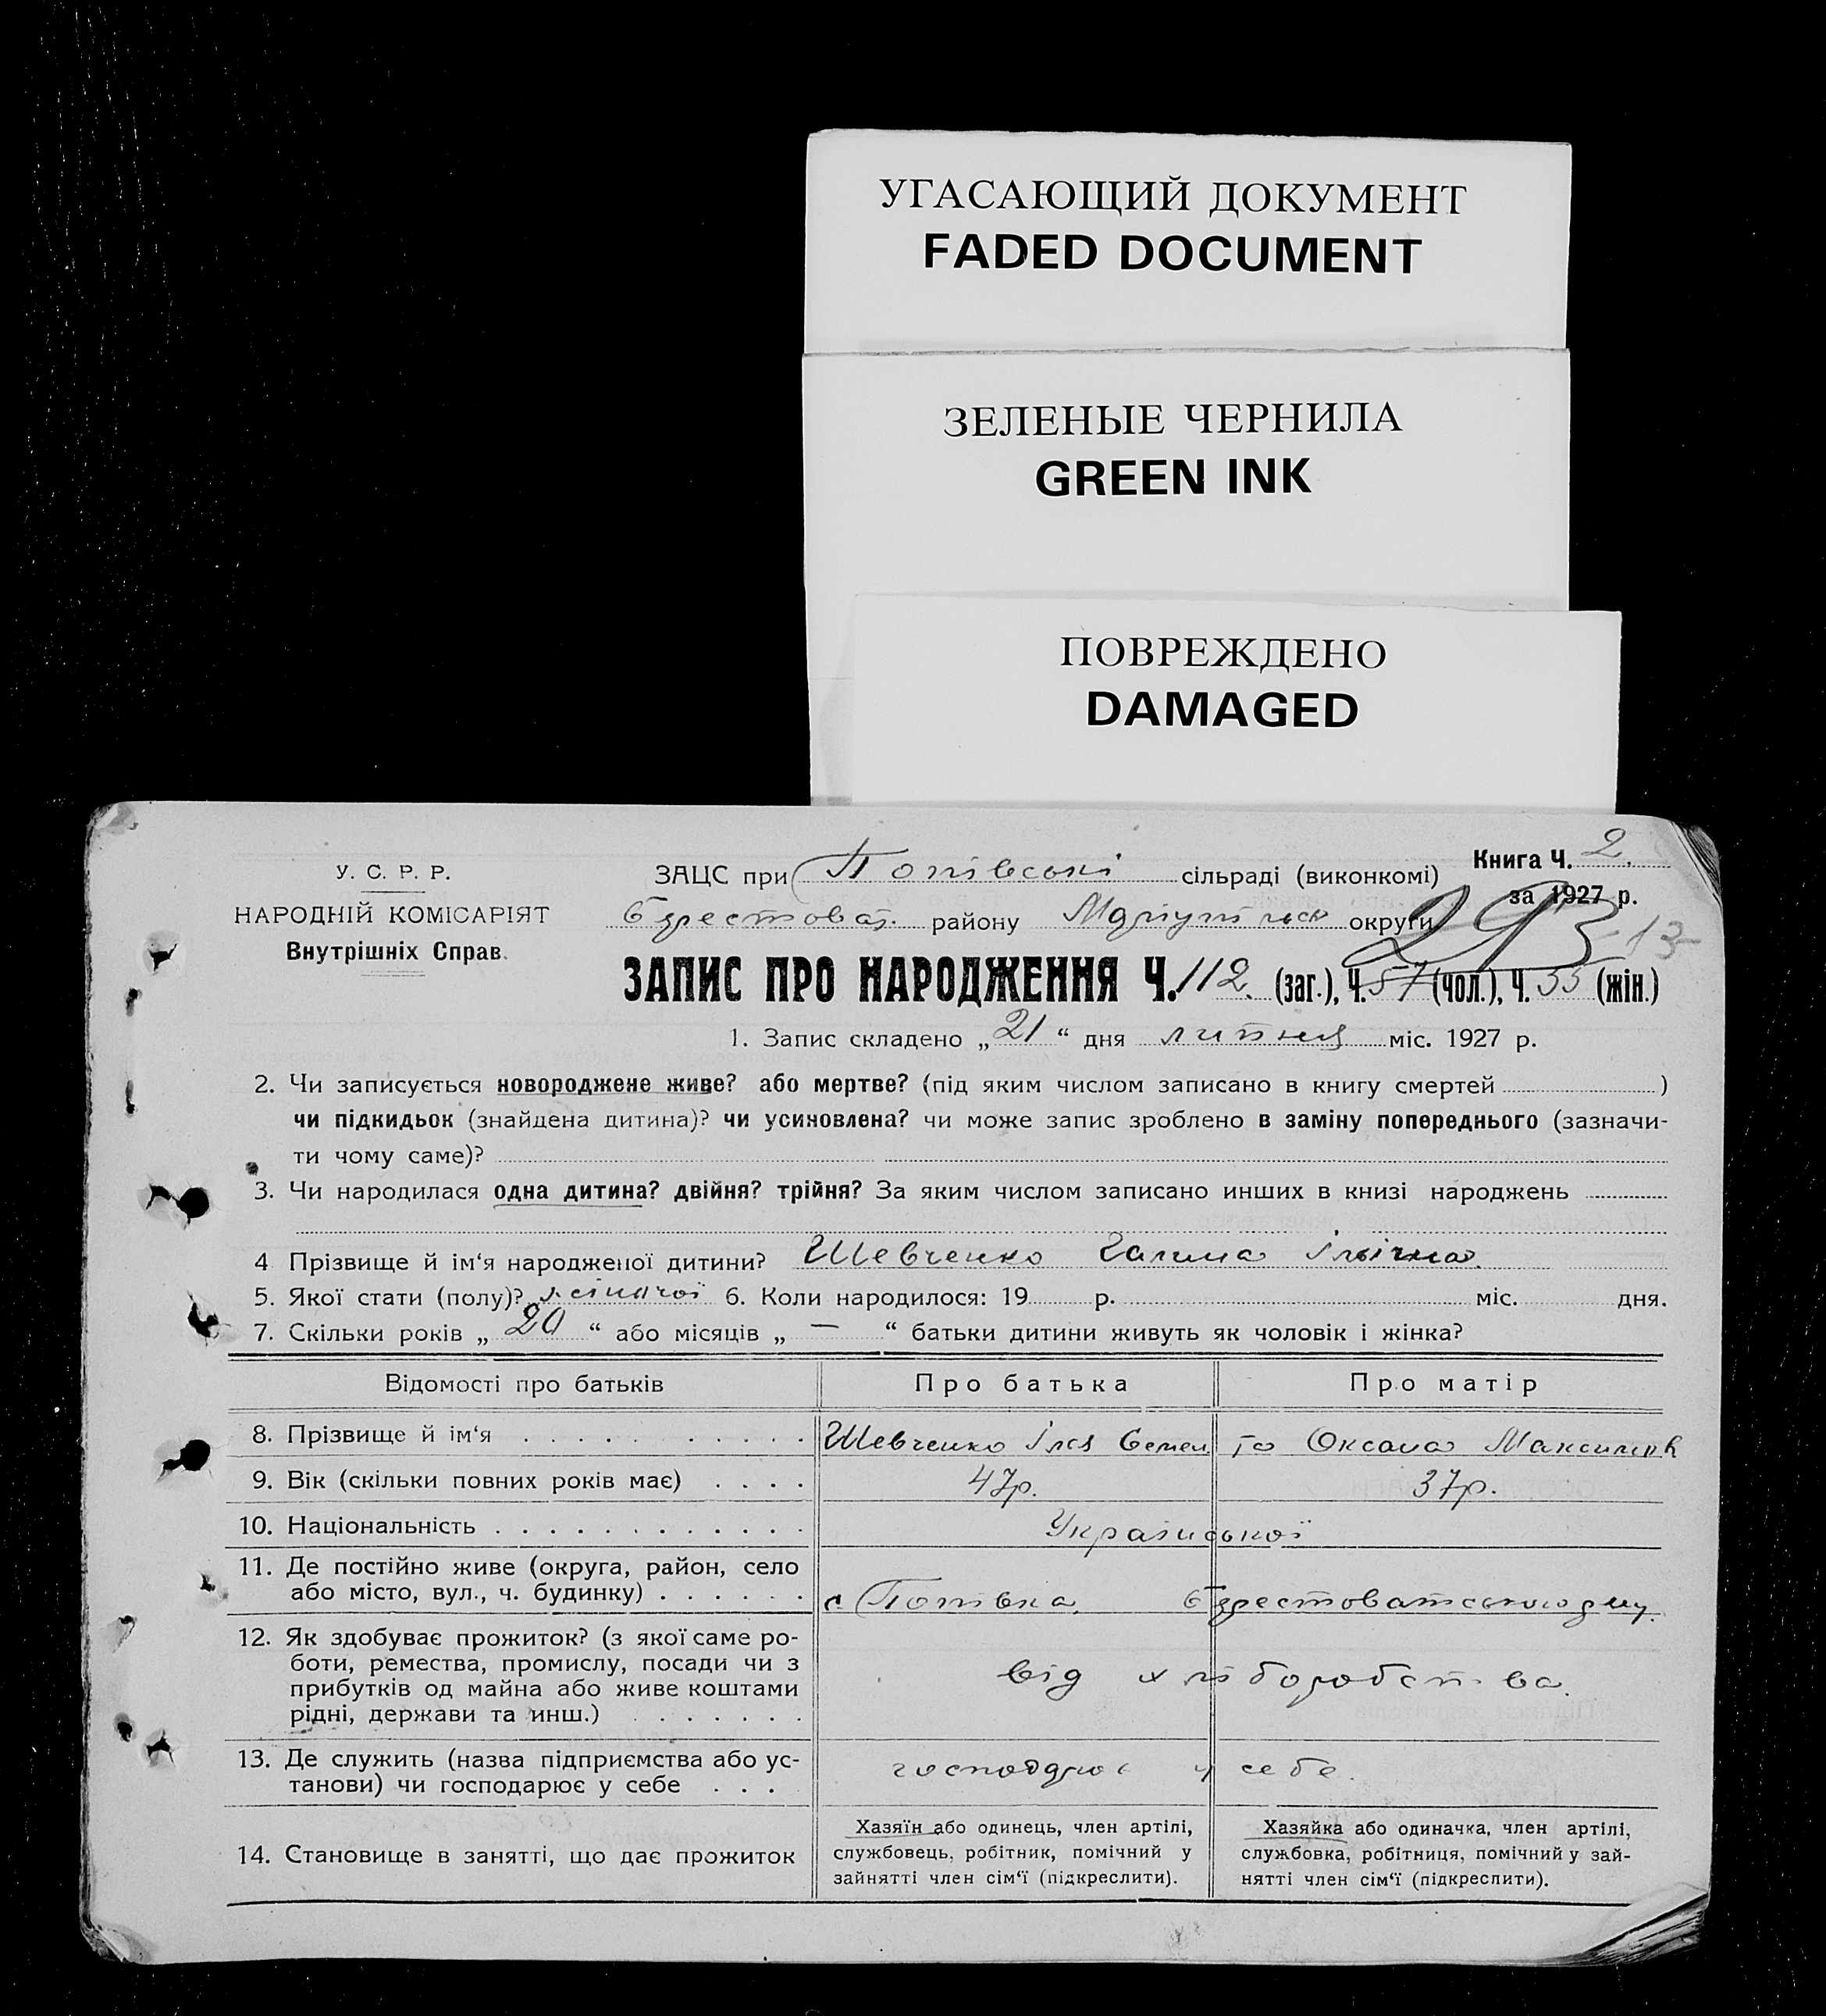 УГАСАЮЩИЙ ДОКУМЕНТ
FADED DOCUMENT
ЗЕЛЕНЫЕ ЧЕРНИЛА
GREEN INK
ПОВРЕЖДЕНО
DAMAGED
У. С. Р. Р.
НАРОДНІЙ КОМІСАРІЯТ
Внутрішніх Справ.
Книга Ч. 2.
за 1927 р.
ЗАЦС при Попівські сільраді (виконкомі)
району округи
293 13
ЗАПИС ПРО НАРОДЖЕННЯ Ч. 112. (заг.), Ч. 57 (чол.), Ч. 55 (жін.)
1. Запис складено „21“ дня липня міс. 1927 р.
2. Чи записується новороджене живе? або мертве? (під яким числом записано в книгу смертей )
чи підкидьок (знайдена дитина)? чи усиновлена? чи може запис зроблено в заміну попереднього (зазначи-
ти чому саме)?
3. Чи народилася одна дитина? двійня? трійня? За яким числом записано инших в книзі народжень
4 Прізвище й ім‘я народженої дитини? Шевченко Галина Ільічна.
5. Якої стати (полу)? жіночої 6. Коли народилося: 19 р. міс. дня.
7. Скільки років „20“ або місяців „—“ батьки дитини живуть як чоловік і жінка?
Відомості про батьків
Про батька
Про матір
8. Прізвище й ім‘я
Шевченко Ілля Семен та Оксана
9. Вік (скільки повних років має)
47р.
37р.
10. Національність
Української
11. Де постійно живе (округа, район, село
або місто, вул., ч. будинку)
с. Попівка,
12. Як здобуває прожиток? (з якої саме ро-
боти, ремества, промислу, посади чи з
прибутків од майна або живе коштами
рідні, держави та инш.)
від хліборобства.
13. Де служить (назва підприємства або ус-
танови) чи господарює у себе
господарює у себе.
14. Становище в занятті, що дає прожиток
Хазяїн або одинець, член артілі,
службовець, робітник, помічний у
зайнятті член сім‘ї (підкреслити).
Хазяйка або одиначка, член артілі,
службовка, робітниця, помічний у зай-
нятті член сім‘ї (підкреслити).